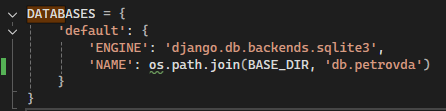 DATABASES = {
    'default': {
        'ENGINE': 'django.db.backends.sqlite3',
        'NAME': os.path.join(BASE_DIR, 'db.petrovda')
    }
}